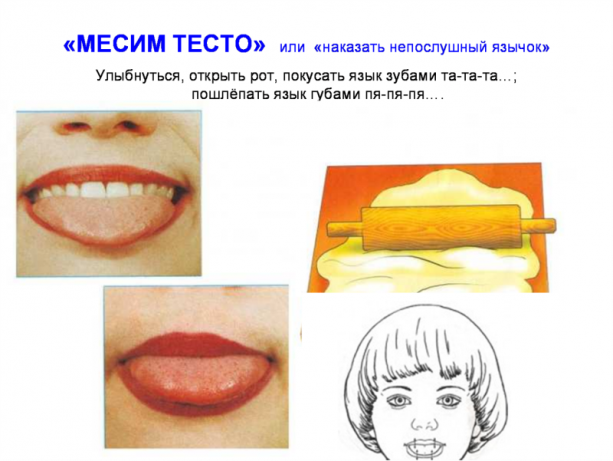 «МЕСИМ ТЕСТО» или «наказать непослушный язычок»
Улыбнуться, открыть рот, покусать язык зубами та-та-та…;
пошлёпать язык губами пя-пя-пя….